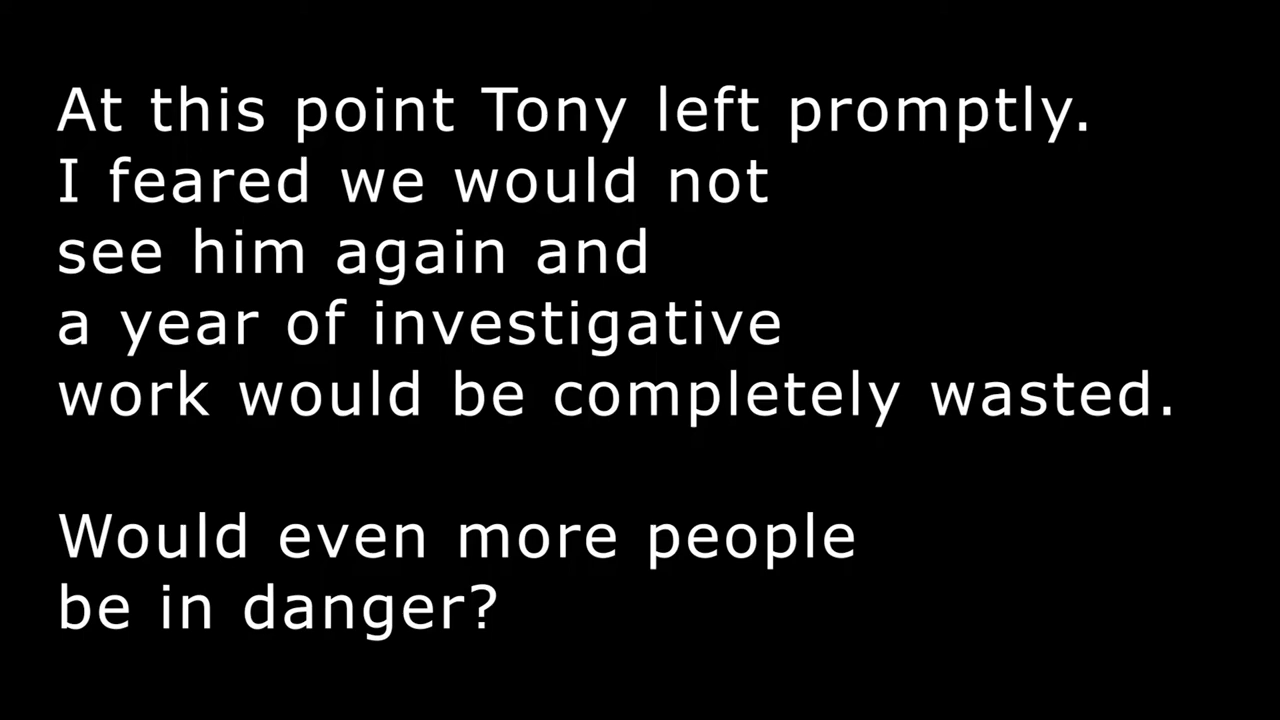 At this point Tony left promptly.
I feared we would not
see him again and
a year of investigative
work would be completely wasted.
Would even more people
be in danger?